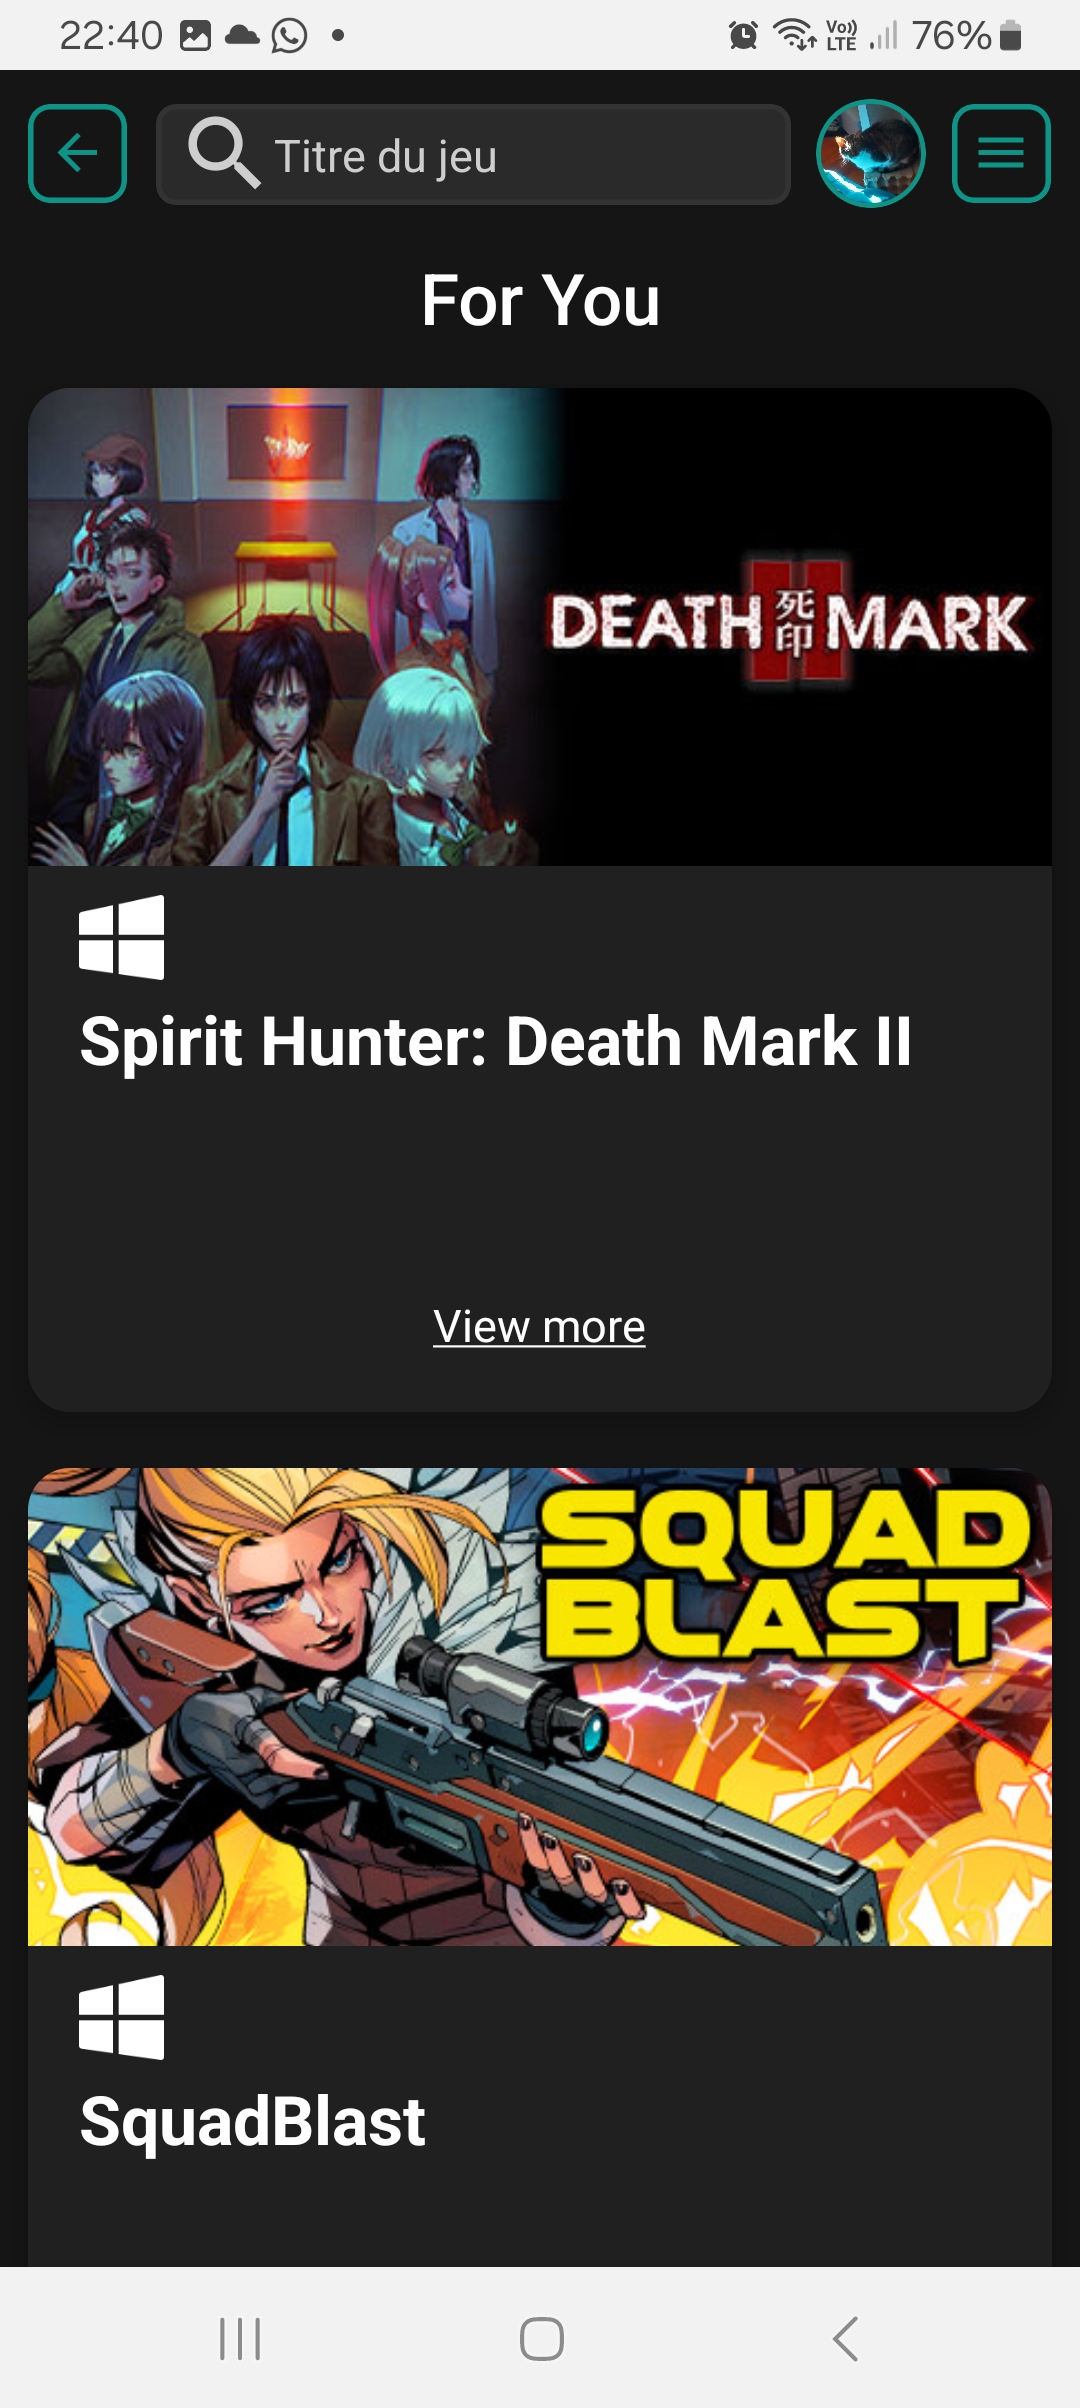 22:40
Vo)) LTE
76%
Titre du jeu
For You
DEATH 死印 MARK
II
Spirit Hunter: Death Mark II
View more
SQUAD
BLAST
SquadBlast